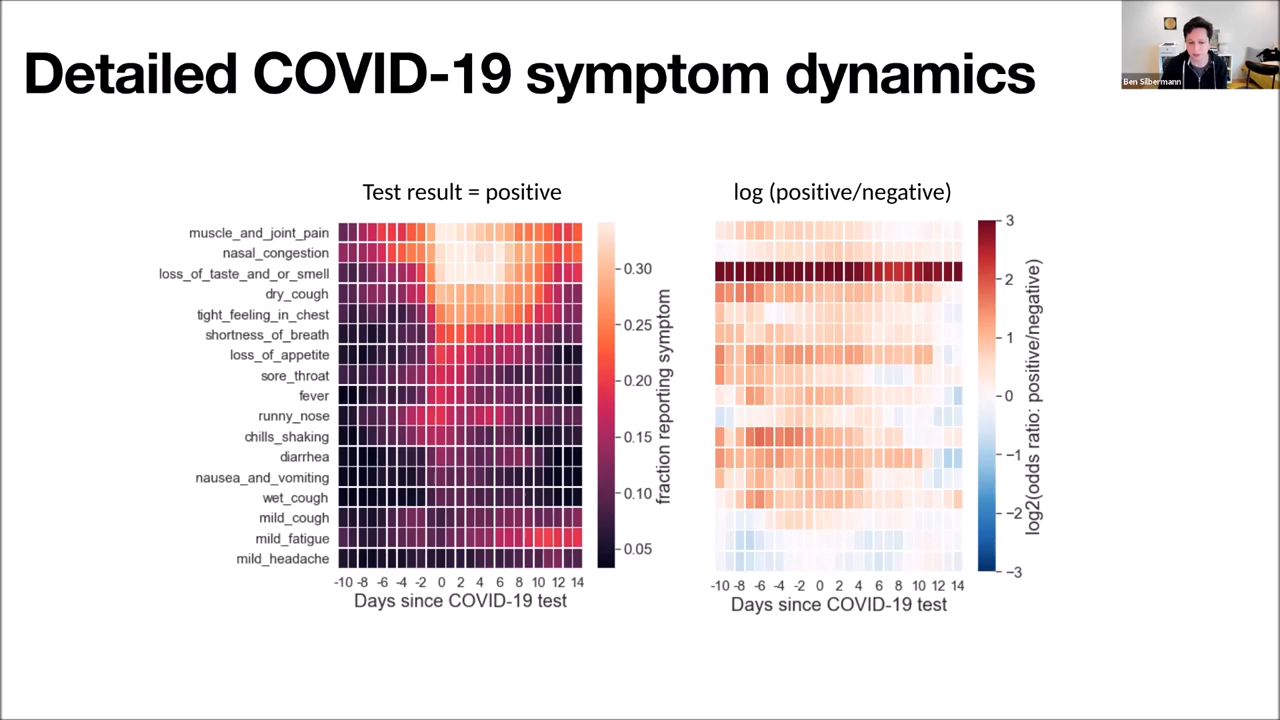 Detailed COVID-19 symptom dynamics
Ben Silbermann
Test result = positive
muscle_and_joint_pain
nasal_congestion
loss_of_taste_and_or_smell
dry_cough
tight_feeling_in_chest
shortness_of_breath
loss_of_appetite
sore_throat
fever
runny_nose
chills_shaking
diarrhea
nausea_and_vomiting
wet_cough
mild_cough
mild_fatigue
mild_headache
-10 -8 -6 -4 -2 0 2 4 6 8 10 12 14
Days since COVID-19 test
0.30
0.25
0.20
0.15
0.10
0.05
fraction reporting symptom
log (positive/negative)
-10 -8 -6 -4 -2 0 2 4 6 8 10 12 14
Days since COVID-19 test
3
2
1
0
−1
−2
−3
log2(odds ratio: positive/negative)